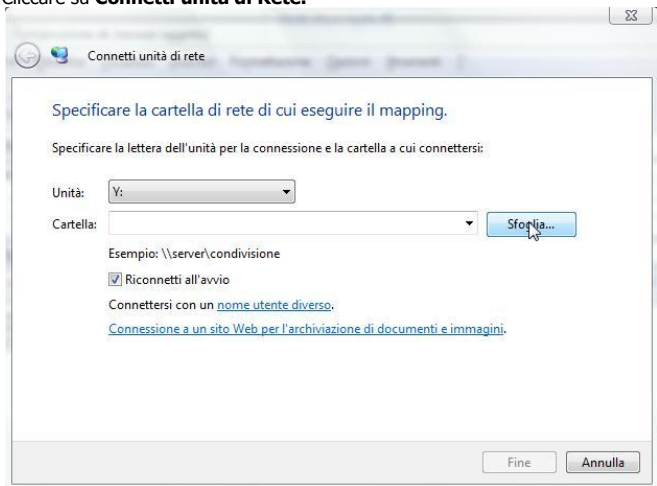 Cliccare su Connetti unità di Rete.
Connetti unità di rete
Specificare la cartella di rete di cui eseguire il mapping.
Specificare la lettera dell'unità per la connessione e la cartella a cui connettersi:
Unità: Y:
Cartella: Sfoglia...
Esempio: \\server\condivisione
Riconnetti all'avvio
Connettersi con un nome utente diverso.
Connessione a un sito Web per l'archiviazione di documenti e immagini.
Fine Annulla